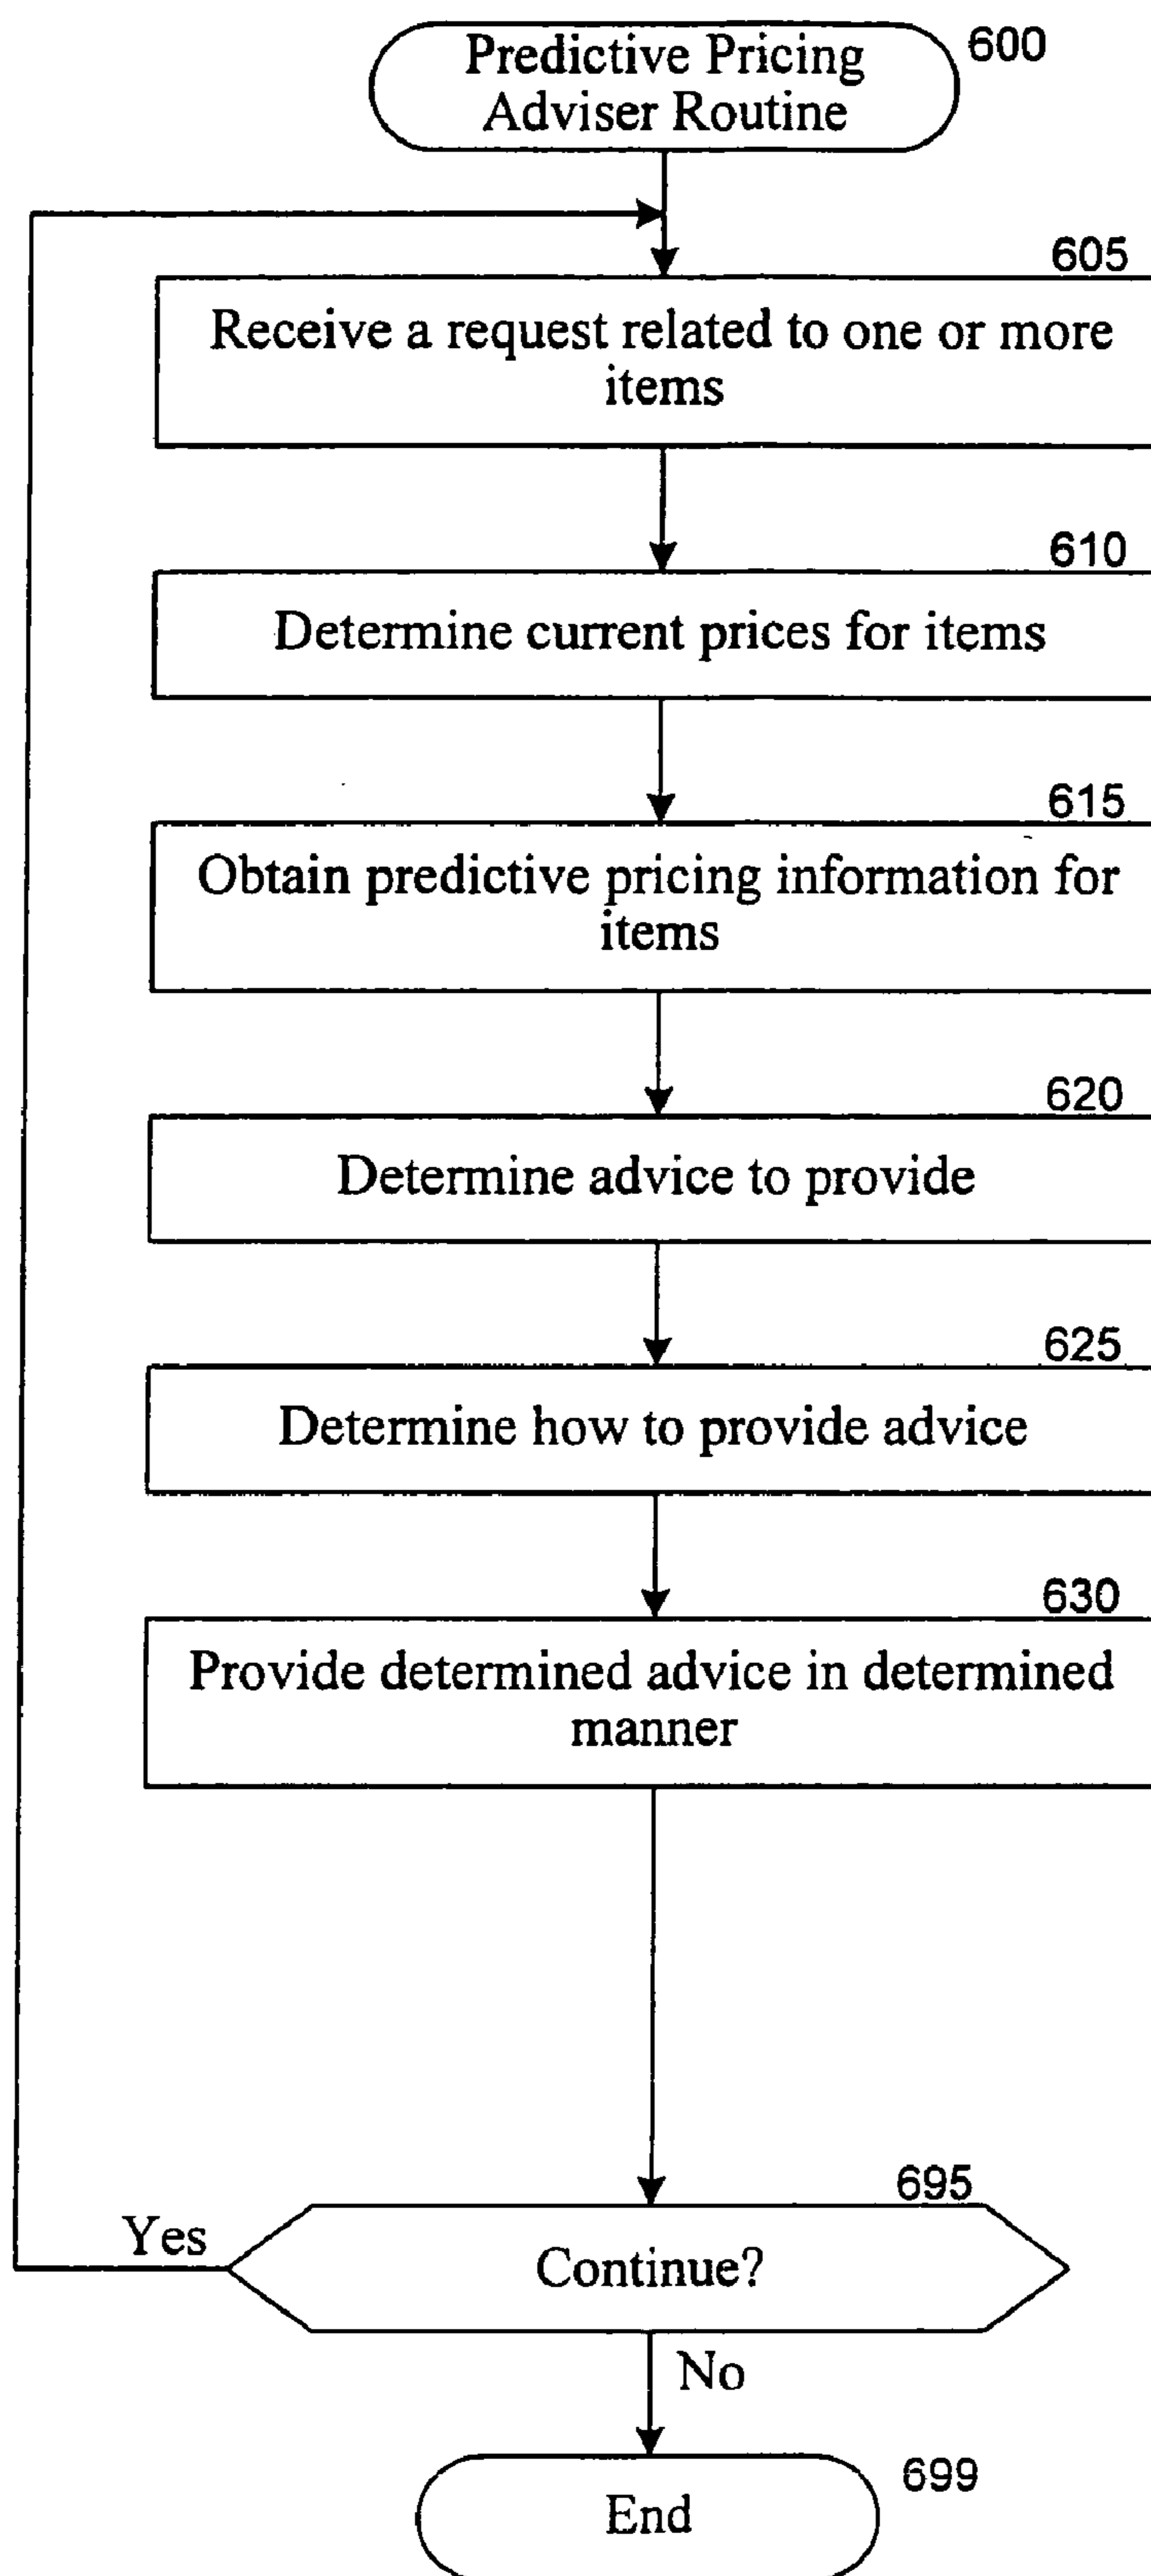 Predictive Pricing
Adviser Routine
600
605
Receive a request related to one or more
items
610
Determine current prices for items
615
Obtain predictive pricing information for
items
620
Determine advice to provide
625
Determine how to provide advice
630
Provide determined advice in determined
manner
695
Yes
Continue?
No
699
End